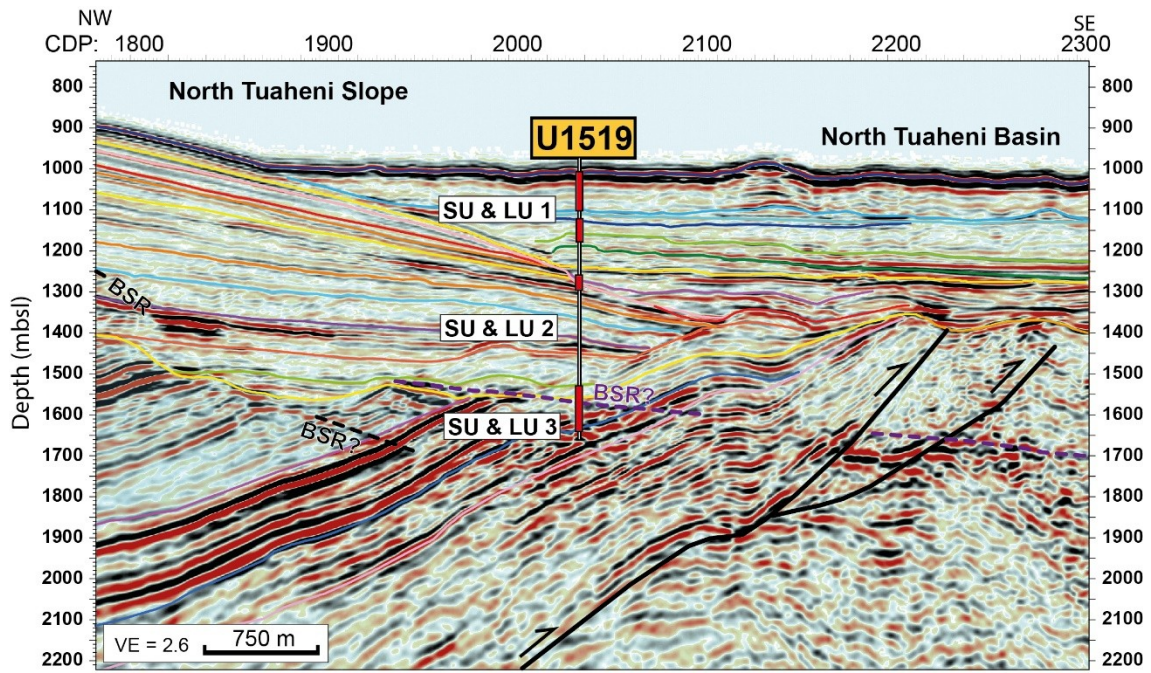 NW
SE
CDP: 1800 1900 2000 2100 2200 2300
800 800
North Tuaheni Slope
900 900
U1519
North Tuaheni Basin
1000 1000
1100 1100
SU & LU 1
1200 1200
BSR
1300 1300
SU & LU 2
1400 1400
Depth (mbsl)
1500 1500
BSR?
1600 1600
BSR?
SU & LU 3
1700 1700
1800 1800
1900 1900
2000 2000
2100 2100
VE = 2.6 750 m
2200 2200